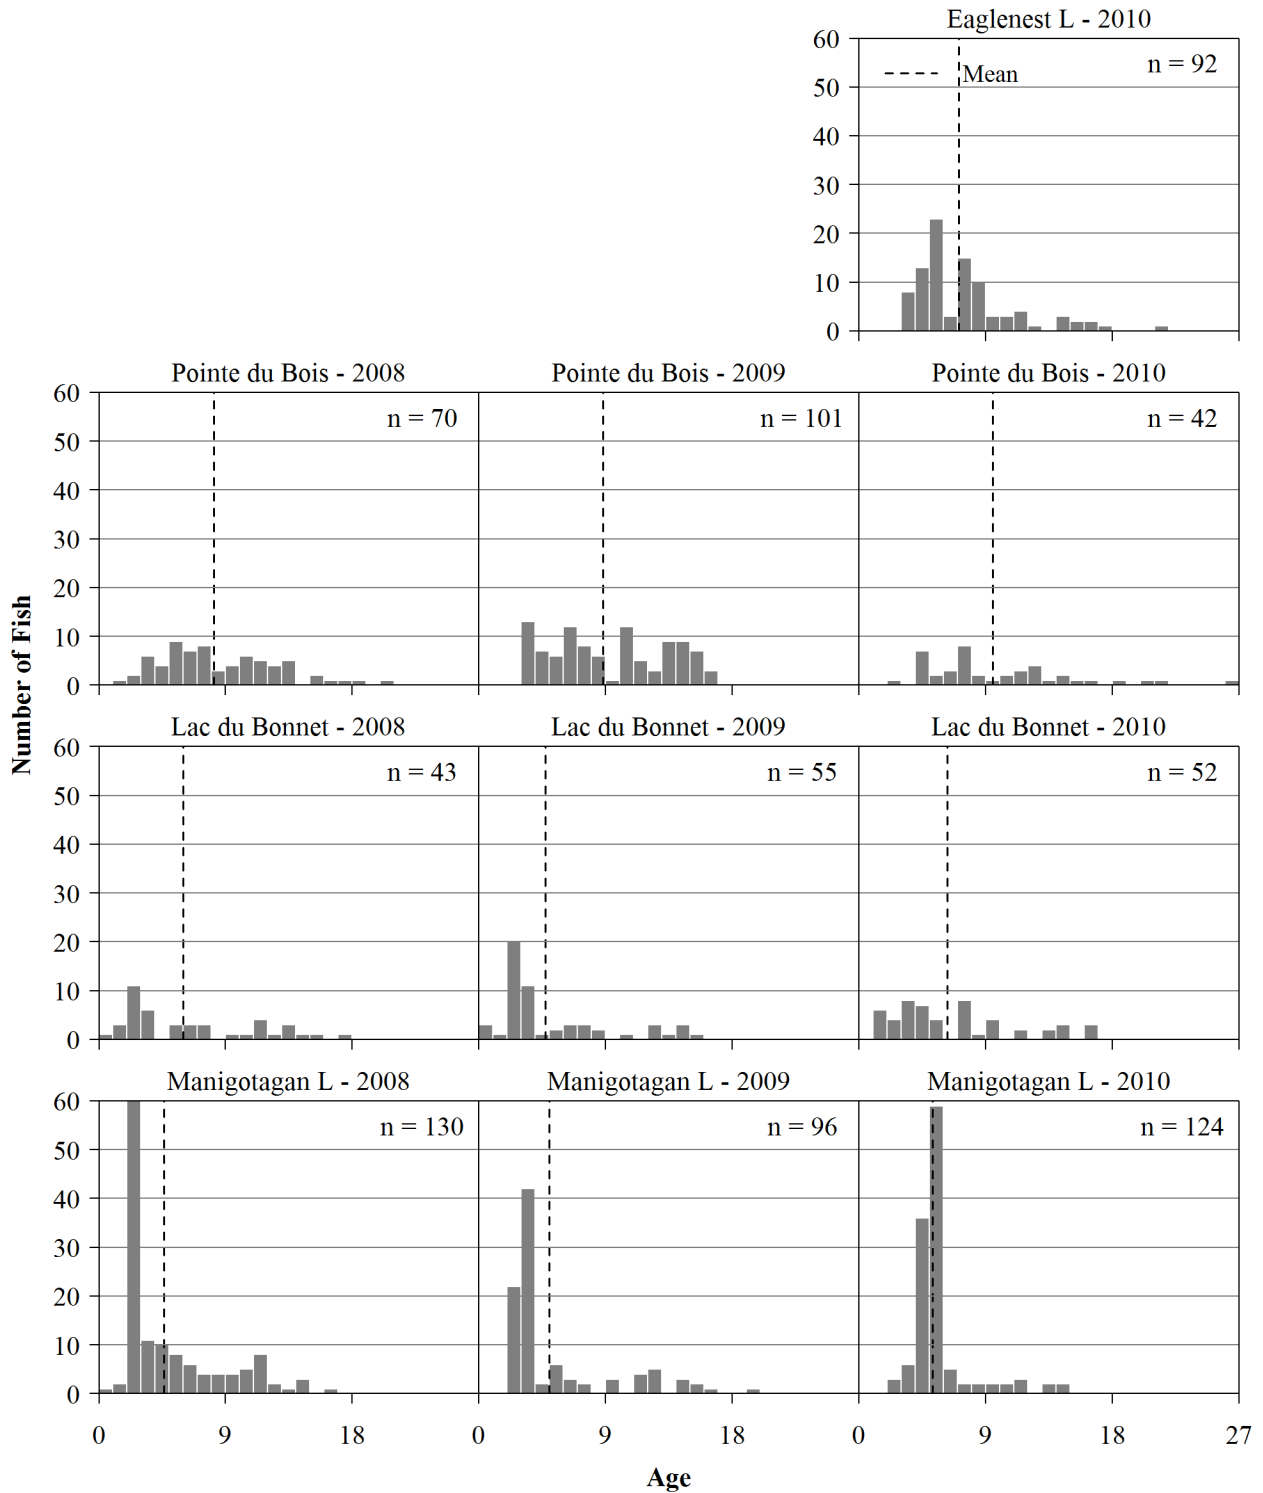 Eaglenest L - 2010
60
50
40
30
20
10
0
Mean
n = 92
Pointe du Bois - 2008
Pointe du Bois - 2009
Pointe du Bois - 2010
60
50
40
30
20
10
0
n = 70
n = 101
n = 42
Number of Fish
Lac du Bonnet - 2008
Lac du Bonnet - 2009
Lac du Bonnet - 2010
60
50
40
30
20
10
0
n = 43
n = 55
n = 52
Manigotagan L - 2008
Manigotagan L - 2009
Manigotagan L - 2010
60
50
40
30
20
10
0
n = 130
n = 96
n = 124
0 9 18 0 9 18 0 9 18 27
Age